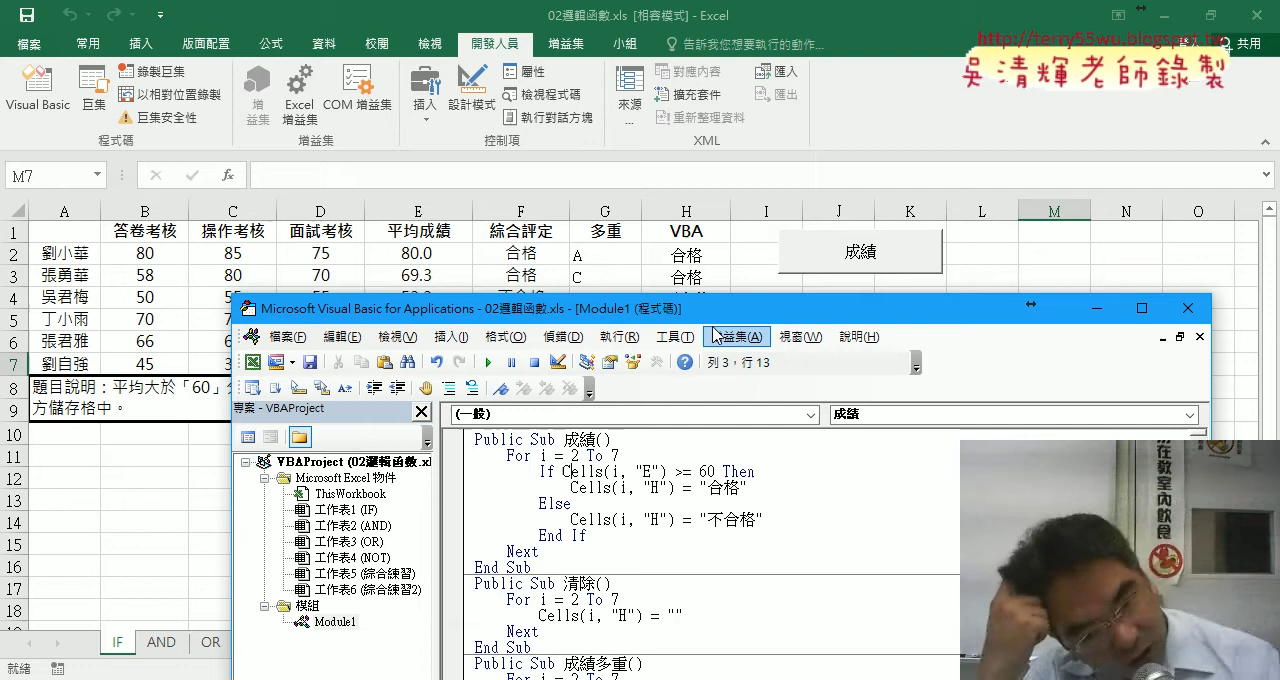 02邏輯函數.xls [相容模式] - Excel
http://terry55wu.blogspot.tw
吳清輝老師錄製
檔案 常用 插入 版面配置 公式 資料 校閱 檢視 開發人員 增益集 小組 告訴我您想要執行的動作... 共用
Visual Basic 巨集 錄製巨集 以相對位置錄製 巨集安全性
程式碼
增益集 Excel 增益集 COM 增益集
增益集
插入 設計模式 屬性 檢視程式碼 執行對話方塊
控制項
來源... 對應內容 擴充套件 重新整理資料 匯入 匯出
XML
M7 fx
A B C D E F G H I J K L M N O
1 答卷考核 操作考核 面試考核 平均成績 綜合評定 多重 VBA
2 劉小華 80 85 75 80.0 合格 A 合格
成績
3 張勇華 58 80 70 69.3 合格 C 合格
4 吳君梅 50
5 丁小雨 70
6 張君雅 66
7 劉自強 45
8 題目說明：平均大於「60」
9 方儲存格中。
10
11
12
13
14
15
16
17
18
IF AND OR
就緒
Microsoft Visual Basic for Applications - 02邏輯函數.xls - [Module1 (程式碼)]
檔案(F) 編輯(E) 檢視(V) 插入(I) 格式(O) 偵錯(D) 執行(R) 工具(T) 增益集(A) 視窗(W) 說明(H)
列 3，行 13
專案 - VBAProject
VBAProject (02邏輯函數.xl
Microsoft Excel 物件
ThisWorkbook
工作表1 (IF)
工作表2 (AND)
工作表3 (OR)
工作表4 (NOT)
工作表5 (綜合練習)
工作表6 (綜合練習2)
模組
Module1
(一般) 成績
Public Sub 成績()
For i = 2 To 7
If Cells(i, "E") >= 60 Then
Cells(i, "H") = "合格"
Else
Cells(i, "H") = "不合格"
End If
Next
End Sub
Public Sub 清除()
For i = 2 To 7
Cells(i, "H") = ""
Next
End Sub
Public Sub 成績多重()
For i = 2 To 7
在教室內飲食